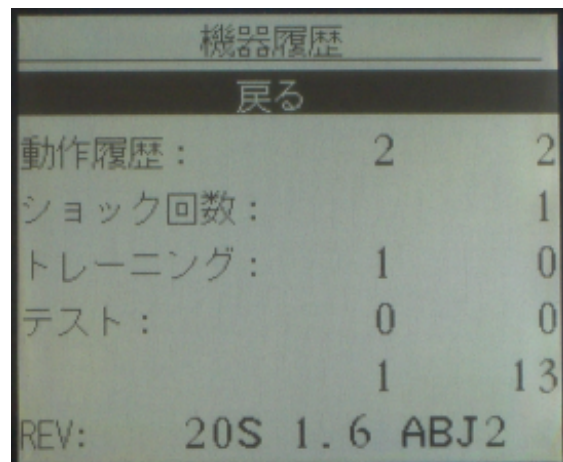 機器履歴
戻る
動作履歴： 2 2
ショック回数： 1
トレーニング： 1 0
テスト： 0 0
1 13
REV: 20S 1.6 ABJ2